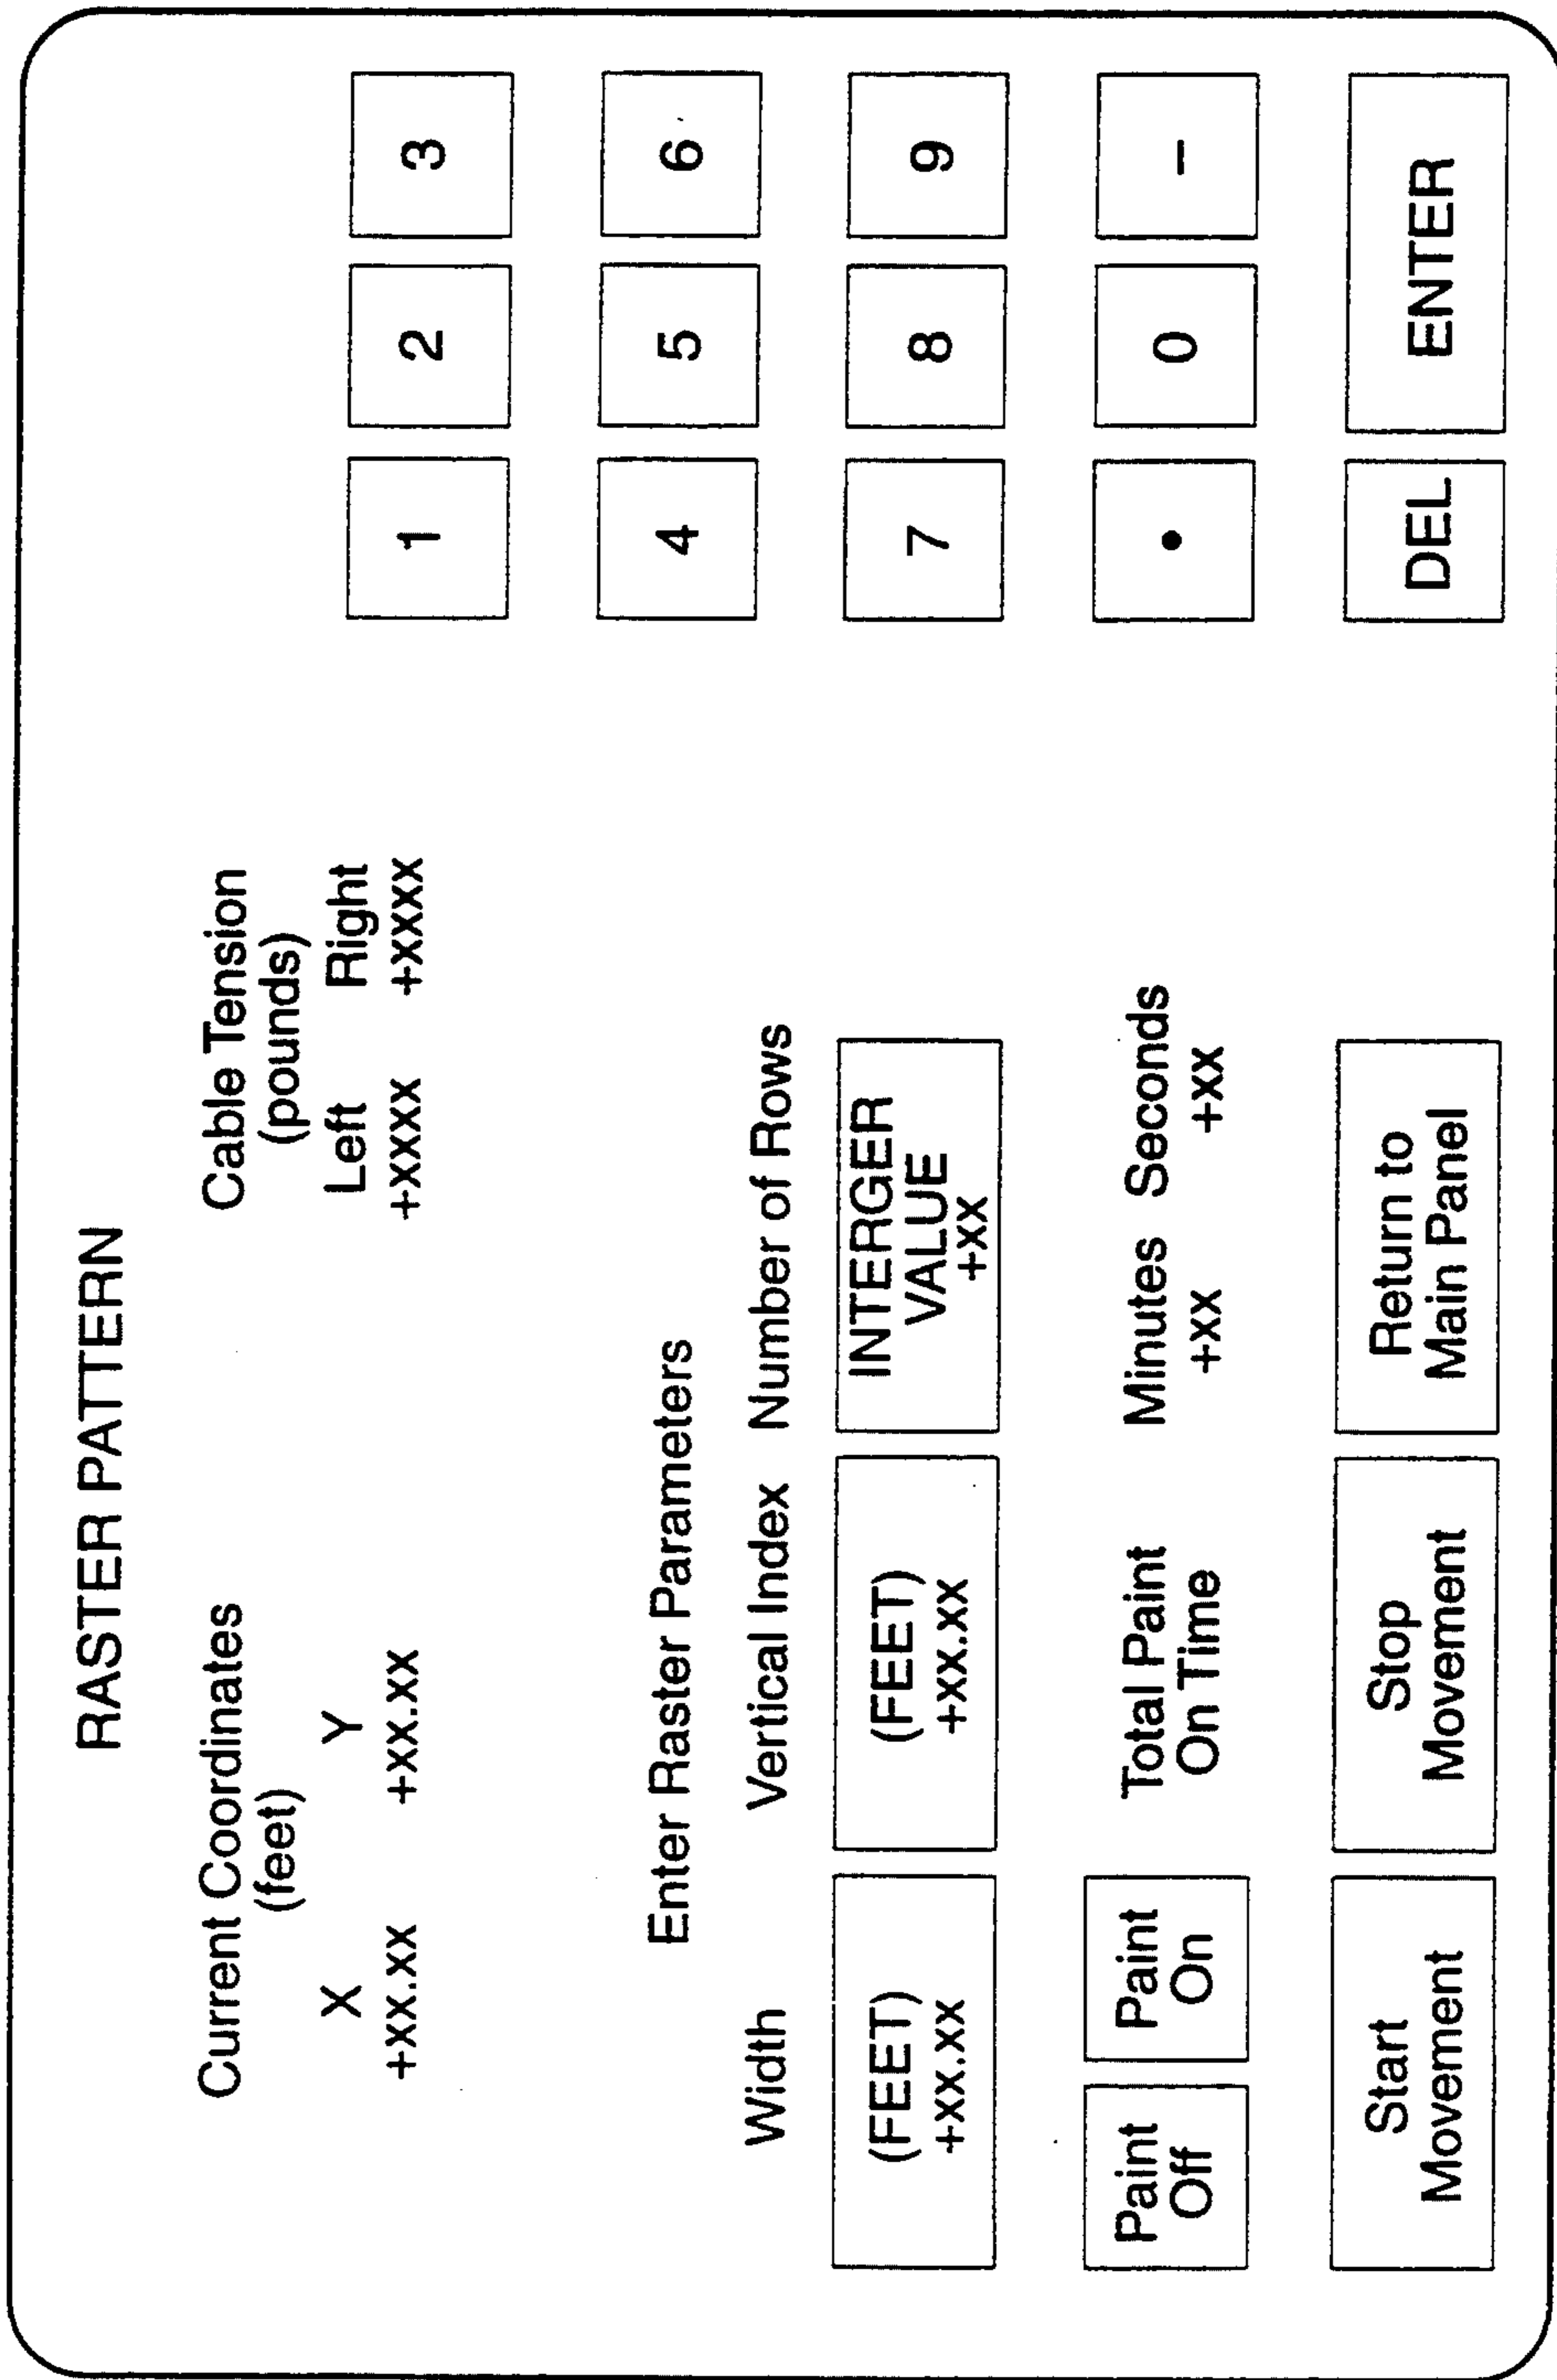 RASTER PATTERN
Current Coordinates
(feet)
X Y
+xx.xx +xx.xx
Cable Tension
(pounds)
Left Right
+xxxx +xxxx
Enter Raster Parameters
Width Vertical Index Number of Rows
(FEET)
+xx.xx
(FEET)
+xx.xx
INTERGER
VALUE
+xx
Paint
Off
Paint
On
Total Paint
On Time
Minutes Seconds
+xx +xx
Start
Movement
Stop
Movement
Return to
Main Panel
1 2 3
4 5 6
7 8 9
• 0 –
DEL ENTER